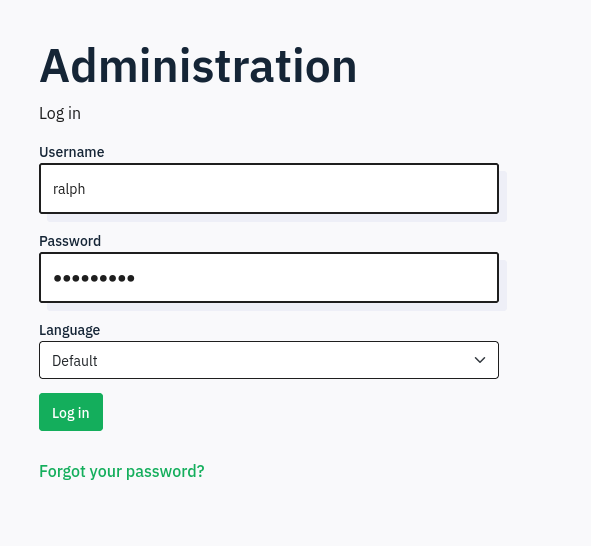 Administration
Log in
Username
ralph
Password
●●●●●●●●●
Language
Default
Log in
Forgot your password?